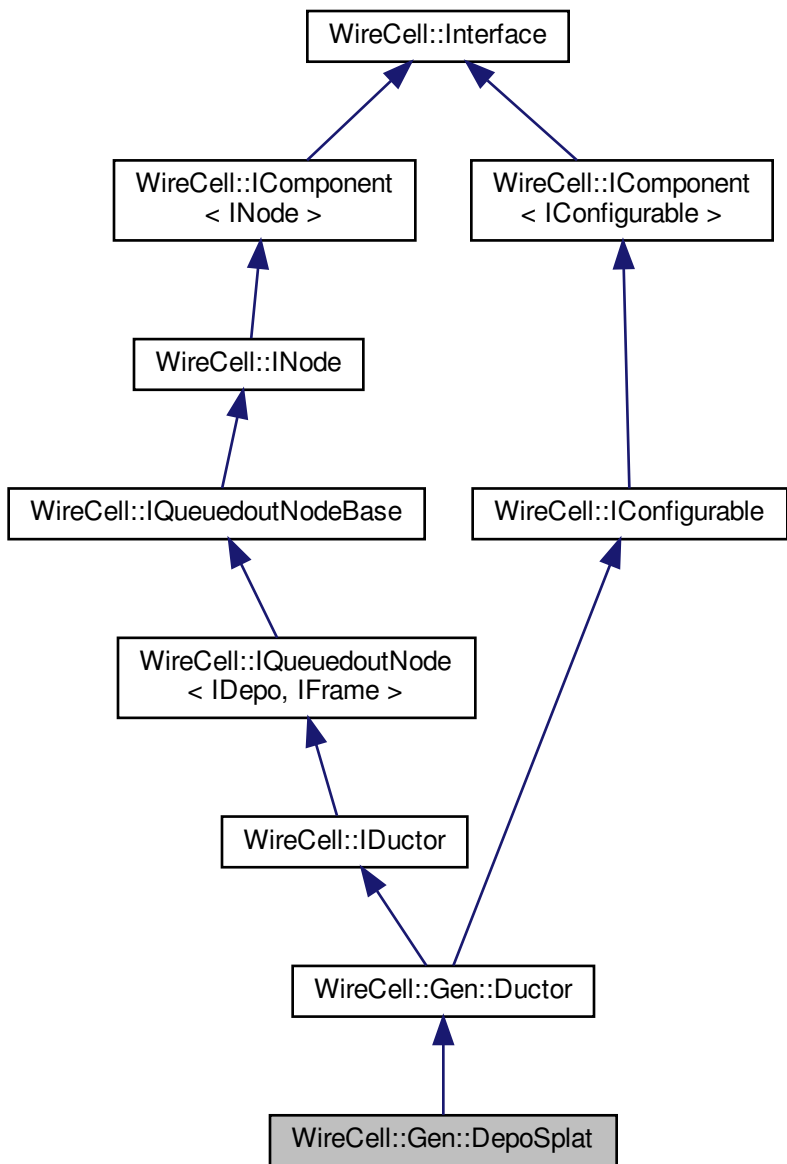 WireCell::Interface
WireCell::IComponent
< INode >
WireCell::IComponent
< IConfigurable >
WireCell::INode
WireCell::IQueuedoutNodeBase
WireCell::IConfigurable
WireCell::IQueuedoutNode
< IDepo, IFrame >
WireCell::IDuctor
WireCell::Gen::Ductor
WireCell::Gen::DepoSplat